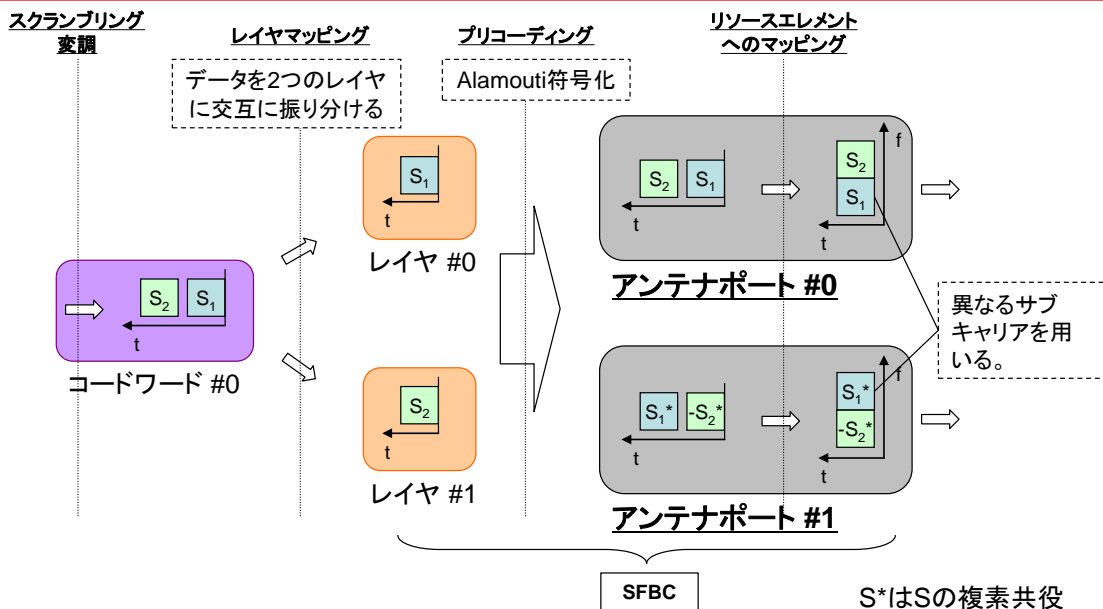 スクランブリング
変調
レイヤマッピング
プリコーディング
リソースエレメント
へのマッピング
データを2つのレイヤ
に交互に振り分ける
Alamouti符号化
S1
t
レイヤ #0
S2 S1
t
f
S2
S1
t
アンテナポート #0
S2 S1
t
コードワード #0
異なるサブ
キャリアを用
いる。
S2
t
レイヤ #1
S1* -S2*
t
f
S1*
-S2*
t
アンテナポート #1
SFBC
S*はSの複素共役